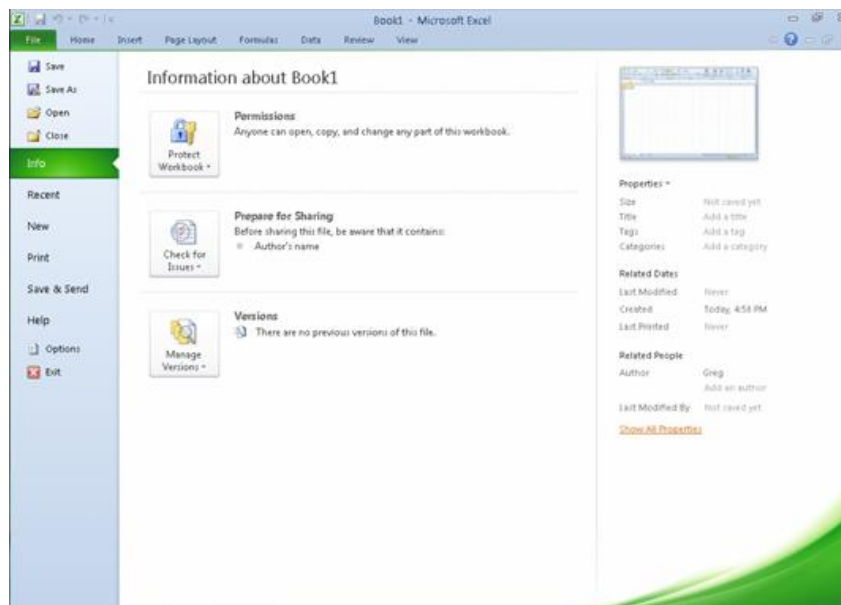 Book1 - Microsoft Excel
File Home Insert Page Layout Formulas Data Review View
Save
Save As
Open
Close
Info
Recent
New
Print
Save & Send
Help
Options
Exit
Information about Book1
Protect
Workbook
Permissions
Anyone can open, copy, and change any part of this workbook.
Check for
Issues
Prepare for Sharing
Before sharing this file, be aware that it contains:
Author's name
Manage
Versions
Versions
There are no previous versions of this file.
Properties
Size Not saved yet
Title Add a title
Tags Add a tag
Categories Add a category
Related Dates
Last Modified Never
Created Today, 4:58 PM
Last Printed Never
Related People
Author Greg
Add an author
Last Modified By Not saved yet
Show All Properties